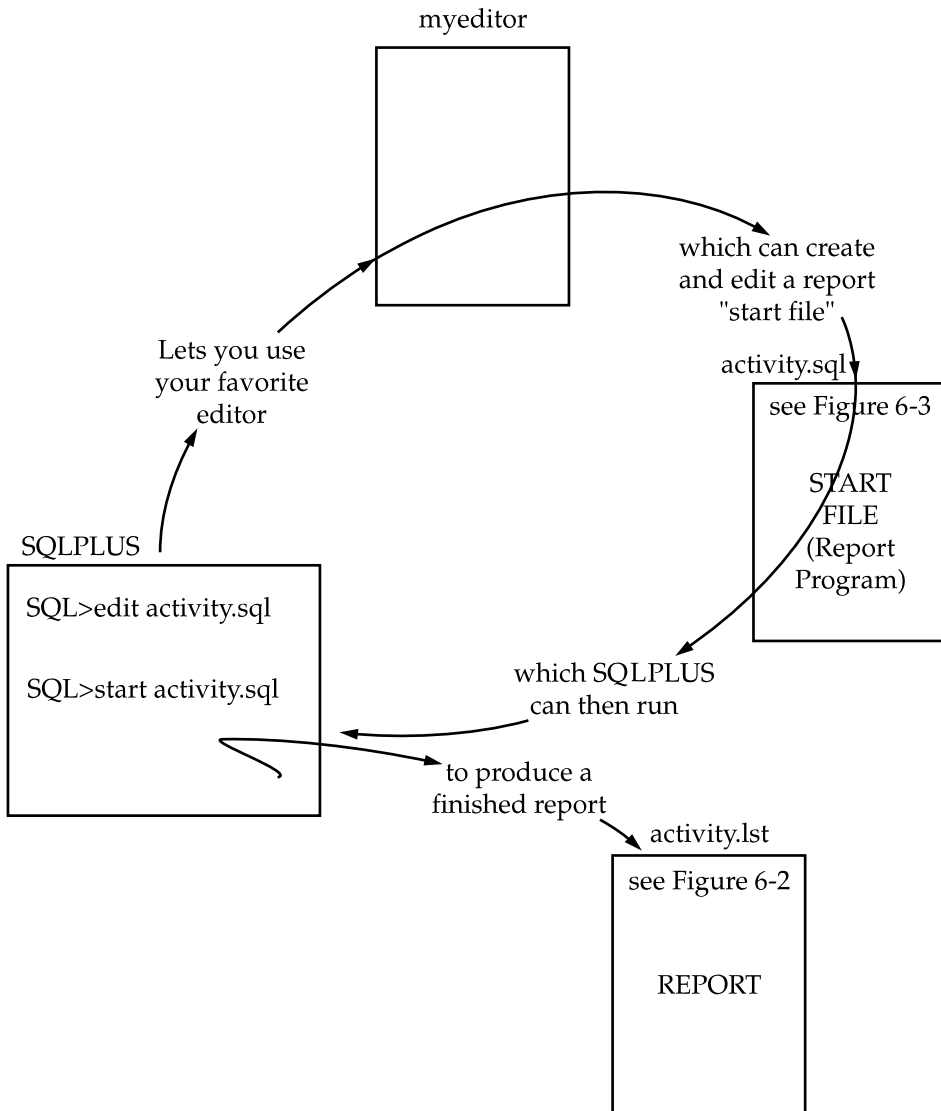 myeditor
which can create
and edit a report
"start file"
Lets you use
your favorite
editor
activity.sql
see Figure 6-3
START
FILE
(Report
Program)
SQLPLUS
SQL>edit activity.sql
SQL>start activity.sql
which SQLPLUS
can then run
to produce a
finished report
activity.lst
see Figure 6-2
REPORT